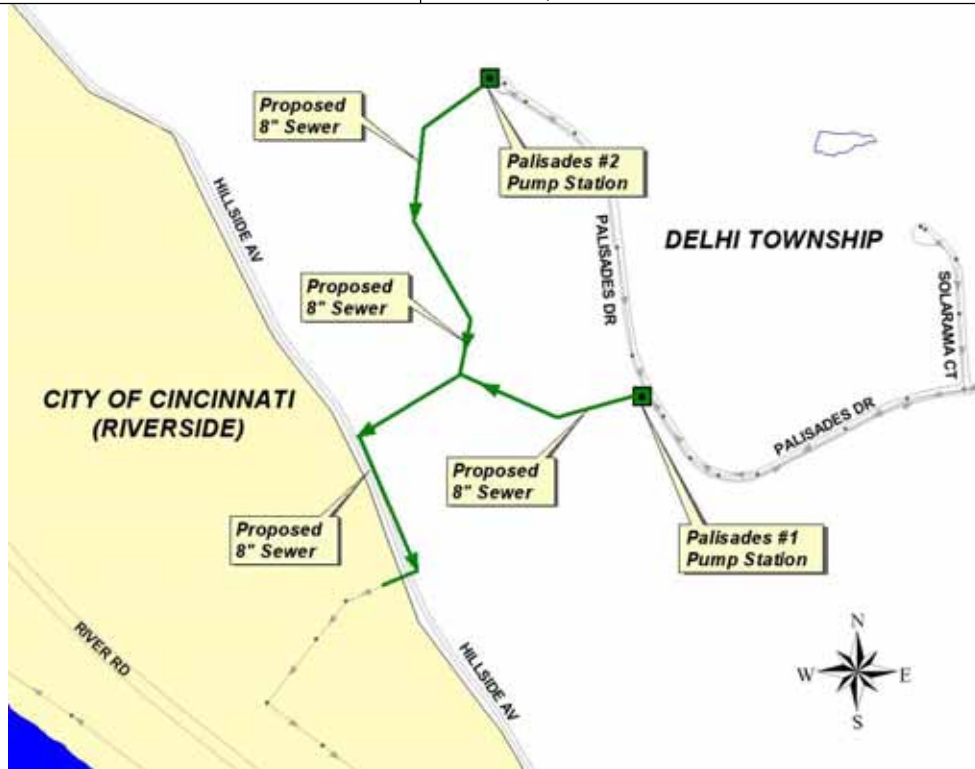 Proposed
8" Sewer
Palisades #2
Pump Station
HILLSIDE AV
PALISADES DR
DELHI TOWNSHIP
SOLARAMA CT
Proposed
8" Sewer
CITY OF CINCINNATI
(RIVERSIDE)
PALISADES DR
Proposed
8" Sewer
Proposed
8" Sewer
Palisades #1
Pump Station
RIVER RD
HILLSIDE AV
N
W
E
S